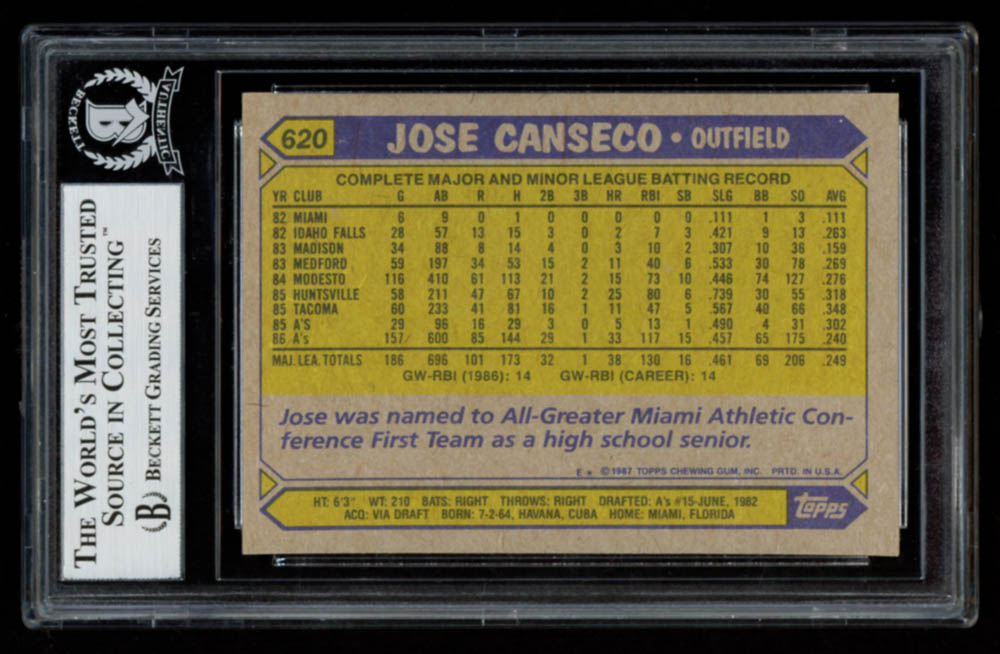 BECKETT
AUTHENTIC
B
THE WORLD'S MOST TRUSTED
SOURCE IN COLLECTING™
B BECKETT GRADING SERVICES
620 JOSE CANSECO • OUTFIELD
COMPLETE MAJOR AND MINOR LEAGUE BATTING RECORD
YR CLUB G AB R H 2B 3B HR RBI SB SLG BB SO AVG
82 MIAMI 6 9 0 1 0 0 0 0 0 .111 1 3 .111
82 IDAHO FALLS 28 57 13 15 3 0 2 7 3 .421 9 13 .263
83 MADISON 34 88 8 14 4 0 3 10 2 .307 10 36 .159
83 MEDFORD 59 197 34 53 15 2 11 40 6 .533 30 78 .269
84 MODESTO 116 410 61 113 21 2 15 73 10 .446 74 127 .276
85 HUNTSVILLE 58 211 47 67 10 2 25 80 6 .739 30 55 .318
85 TACOMA 60 233 41 81 16 1 11 47 5 .567 40 66 .348
85 A'S 29 96 16 29 3 0 5 13 1 .490 4 31 .302
86 A's 157 600 85 144 29 1 33 117 15 .457 65 175 .240
MAJ. LEA. TOTALS 186 696 101 173 32 1 38 130 16 .461 69 206 .249
GW-RBI (1986): 14 GW-RBI (CAREER): 14
Jose was named to All-Greater Miami Athletic Con-
ference First Team as a high school senior.
E * ©1987 TOPPS CHEWING GUM, INC. PRTD. IN U.S.A.
HT: 6'3" WT: 210 BATS: RIGHT THROWS: RIGHT DRAFTED: A's #15-JUNE, 1982
ACQ: VIA DRAFT BORN: 7-2-64, HAVANA, CUBA HOME: MIAMI, FLORIDA
Topps